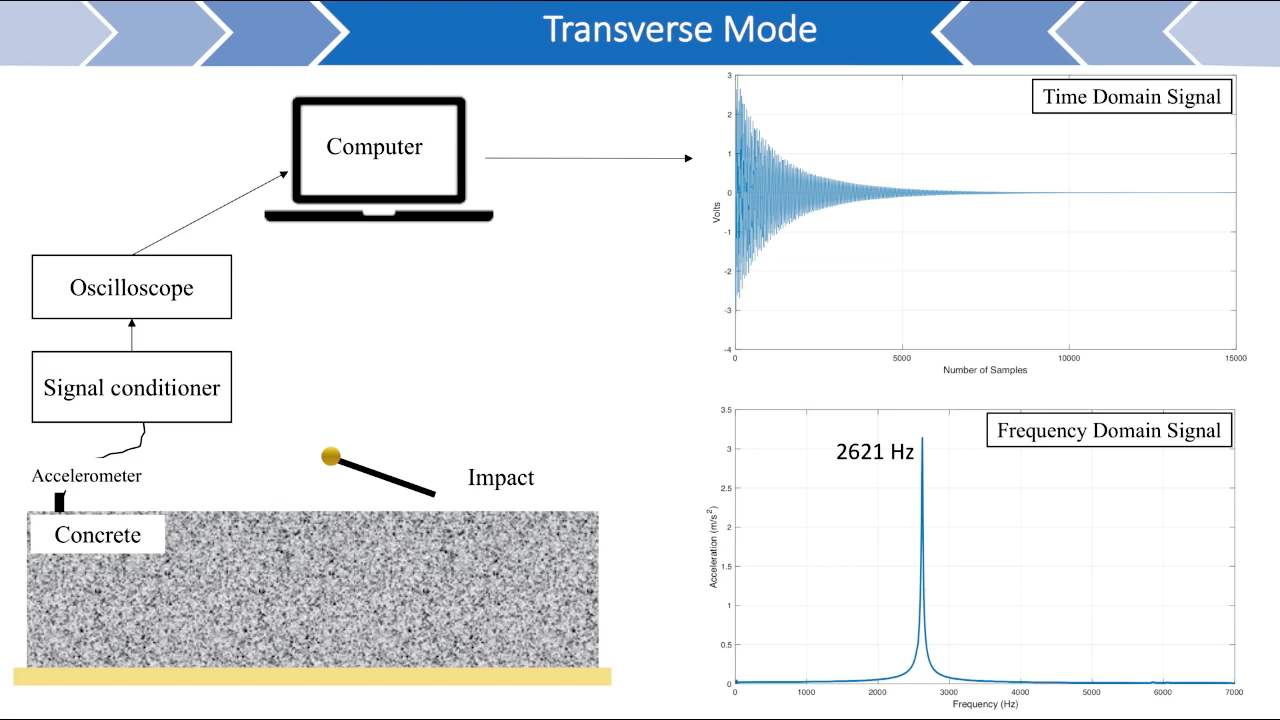 Transverse Mode
Computer
Oscilloscope
Signal conditioner
Accelerometer
Impact
Concrete
Time Domain Signal
3
2
1
0
-1
-2
-3
-4
Volts
0 5000 10000 15000
Number of Samples
Frequency Domain Signal
2621 Hz
3.5
3
2.5
2
1.5
1
0.5
0
Acceleration (m/s²)
0 1000 2000 3000 4000 5000 6000 7000
Frequency (Hz)